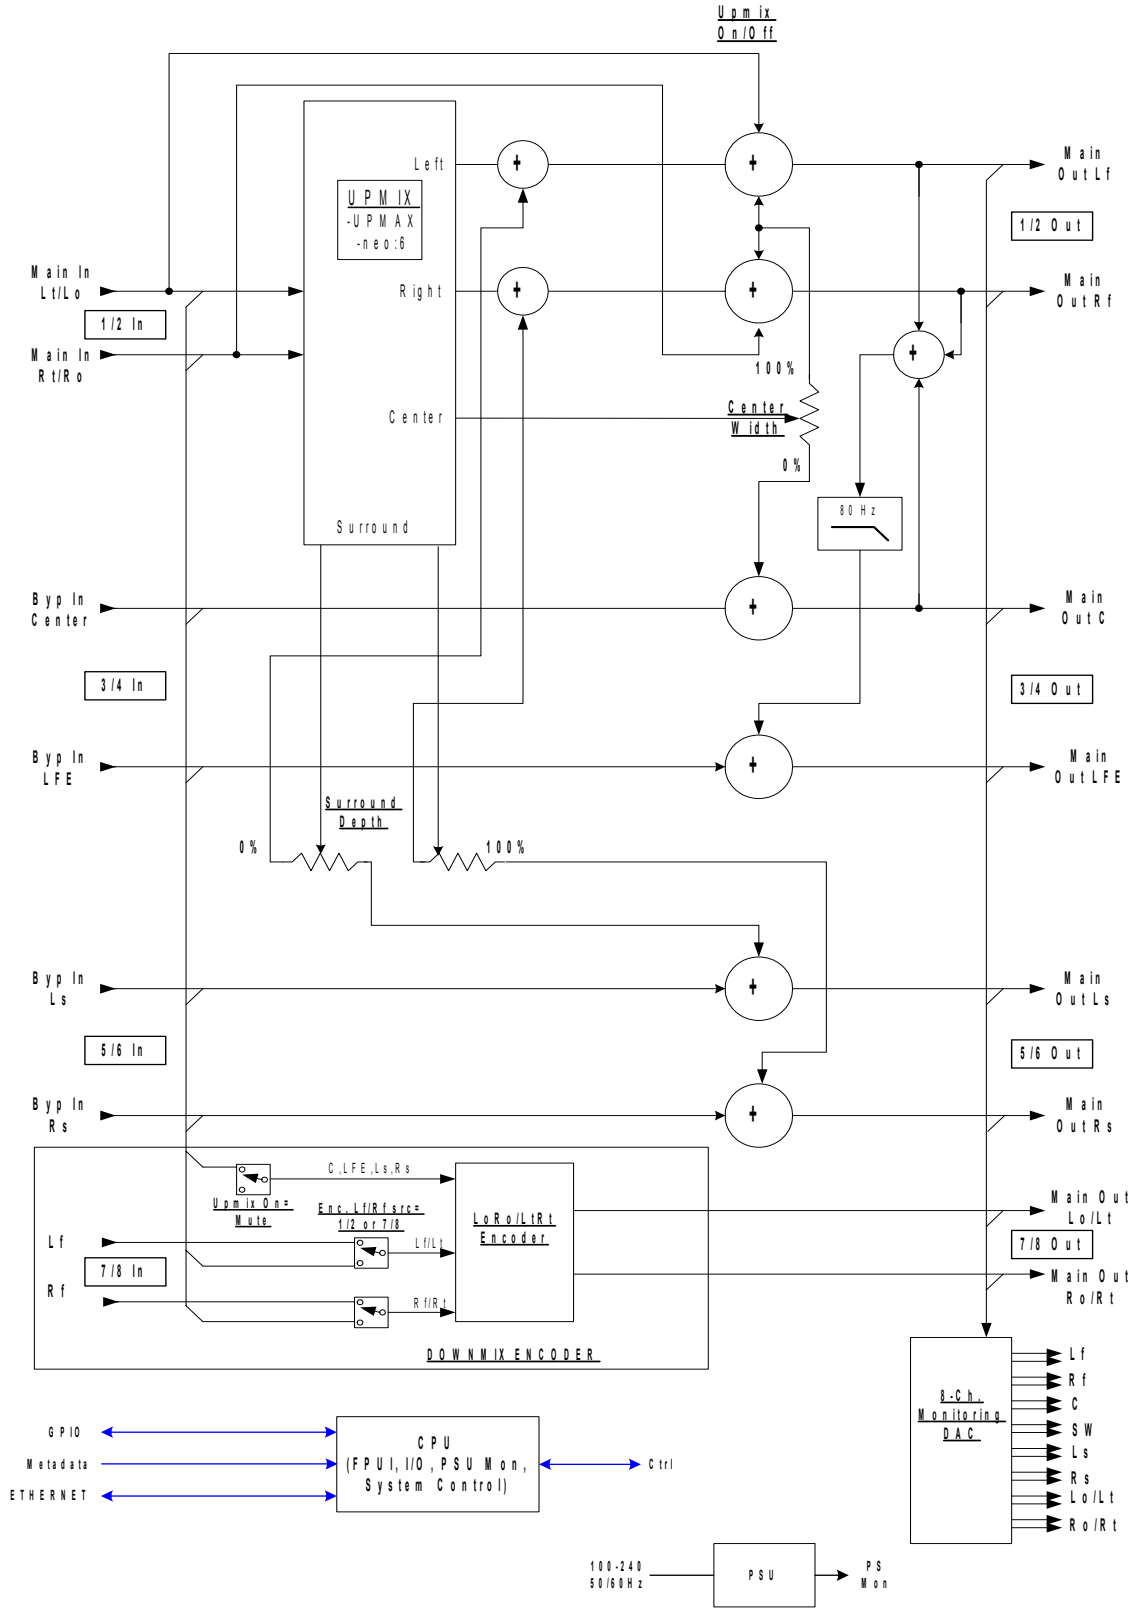 Upmix
On/Off
Left
UPMIX
-UPMAX
-neo:6
Right
Center
Surround
+
+
+
+
+
+
+
+
+
Main In
Lt/Lo
1/2 In
Main In
Rt/Ro
Main
Out Lf
1/2 Out
Main
Out Rf
100%
Center
Width
0%
80 Hz
Byp In
Center
3/4 In
Byp In
LFE
Main
Out C
3/4 Out
Main
Out LFE
Surround
Depth
0%
100%
Byp In
Ls
5/6 In
Byp In
Rs
Main
Out Ls
5/6 Out
Main
Out Rs
C,LFE,Ls,Rs
Upmix On=
Mute
Enc. Lf/Rf src=
1/2 or 7/8
LoRo/LtRt
Encoder
Lf
Lf/Lt
7/8 In
Rf
Rf/Rt
DOWNMIX ENCODER
Main Out
Lo/Lt
7/8 Out
Main Out
Ro/Rt
8-Ch.
Monitoring
DAC
Lf
Rf
C
SW
Ls
Rs
Lo/Lt
Ro/Rt
GPIO
Metadata
ETHERNET
CPU
(FPUI, I/O, PSU Mon,
System Control)
Ctrl
100-240
50/60Hz
PSU
PS
Mon